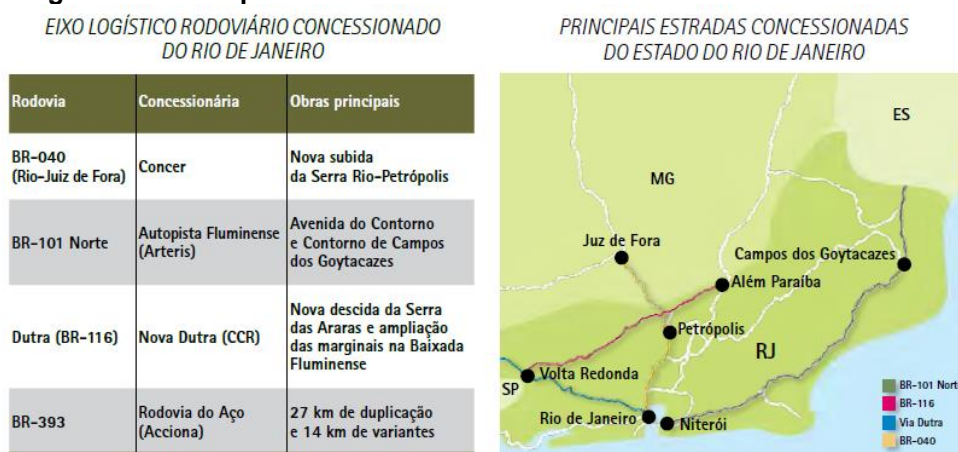 EIXO LOGÍSTICO RODOVIÁRIO CONCESSIONADO
DO RIO DE JANEIRO
Rodovia
Concessionária
Obras principais
BR-040
(Rio-Juiz de Fora)
Concer
Nova subida
da Serra Rio-Petrópolis
BR-101 Norte
Autopista Fluminense
(Arteris)
Avenida do Contorno
e Contorno de Campos
dos Goytacazes
Dutra (BR-116)
Nova Dutra (CCR)
Nova descida da Serra
das Araras e ampliação
das marginais na Baixada
Fluminense
BR-393
Rodovia do Aço
(Acciona)
27 km de duplicação
e 14 km de variantes
PRINCIPAIS ESTRADAS CONCESSIONADAS
DO ESTADO DO RIO DE JANEIRO
ES
MG
Juz de Fora
Campos dos Goytacazes
Além Paraíba
Petrópolis
RJ
Volta Redonda
SP
Rio de Janeiro
Niterói
BR-101 Nort
BR-116
Via Dutra
BR-040